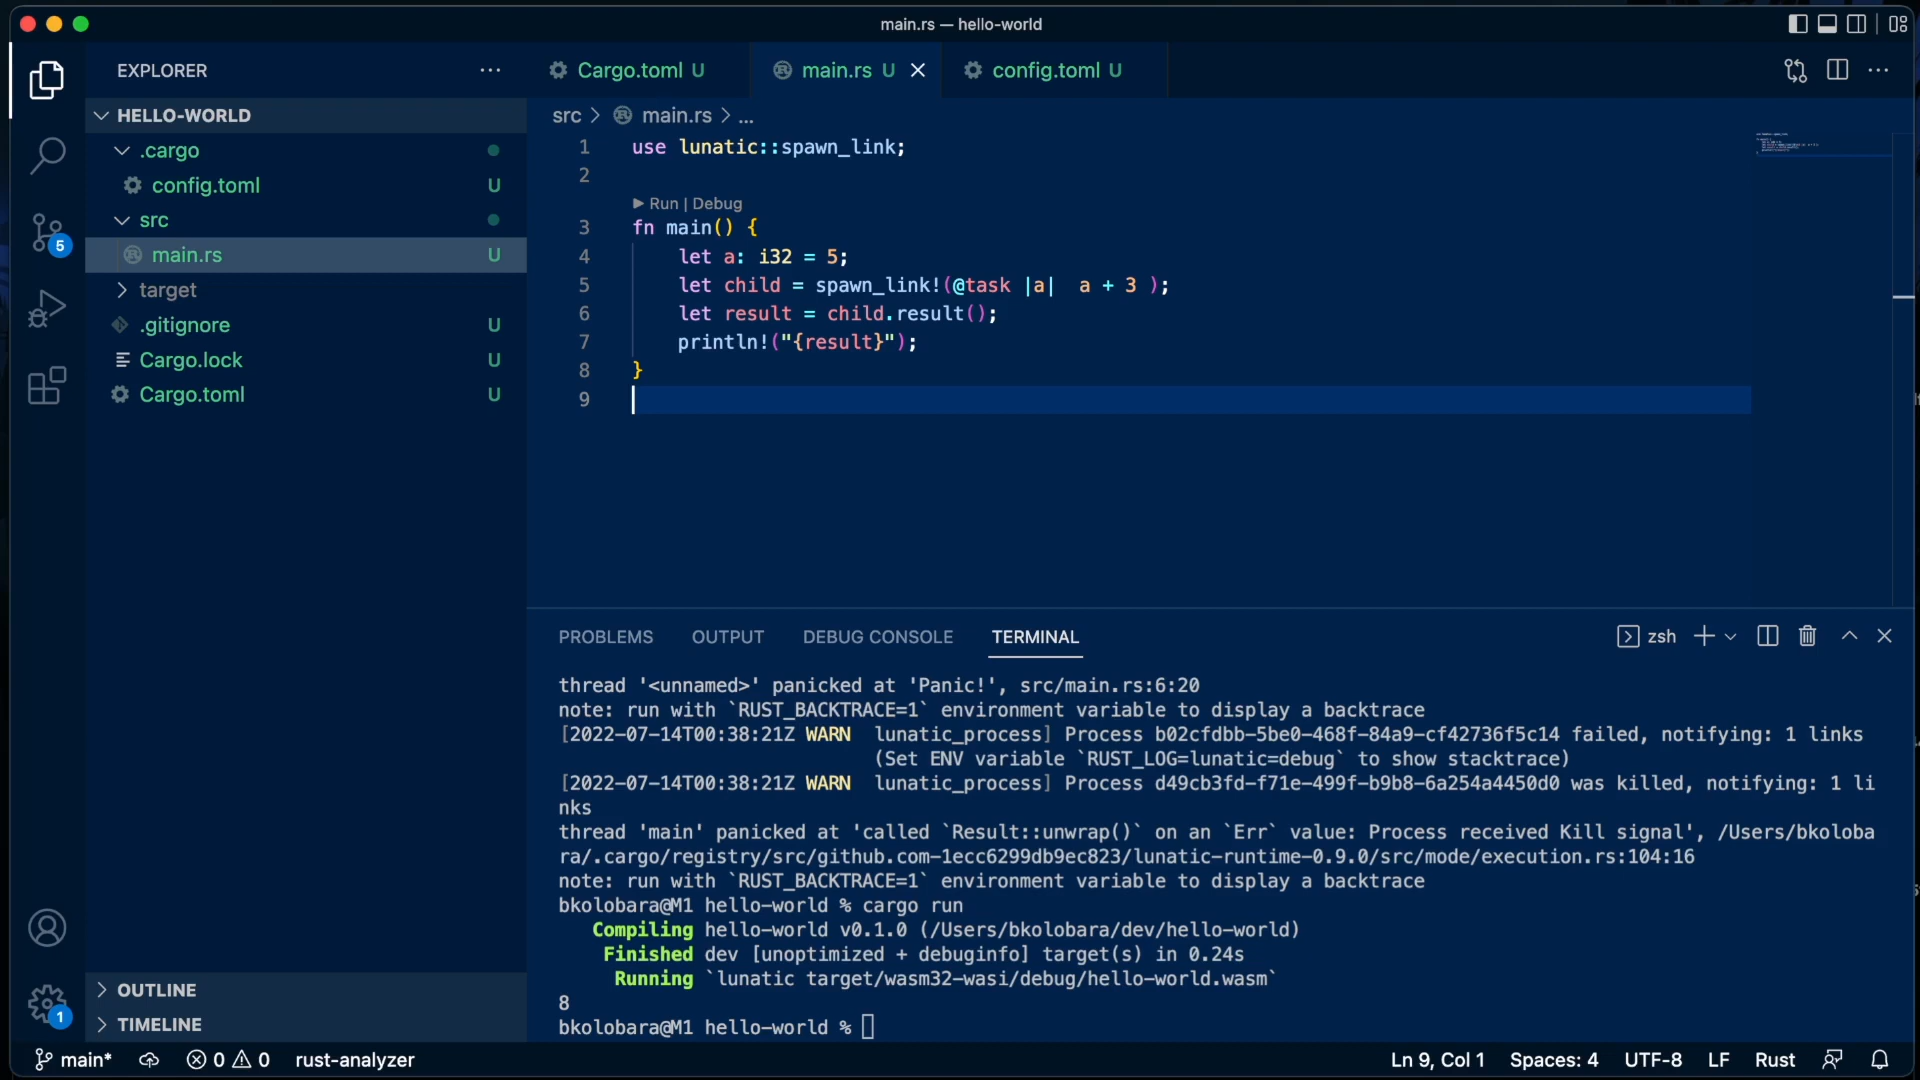 main.rs — hello-world
EXPLORER
Cargo.toml U
main.rs U
config.toml U
HELLO-WORLD
.cargo
config.toml U
src
main.rs U
target
.gitignore U
Cargo.lock U
Cargo.toml U
OUTLINE
TIMELINE
5
1
src > main.rs > ...
1 use lunatic::spawn_link;
2
Run | Debug
3 fn main() {
4 let a: i32 = 5;
5 let child = spawn_link!(@task |a|  a + 3 );
6 let result = child.result();
7 println!("{result}");
8 }
9
PROBLEMS OUTPUT DEBUG CONSOLE TERMINAL
zsh
thread '<unnamed>' panicked at 'Panic!', src/main.rs:6:20
note: run with `RUST_BACKTRACE=1` environment variable to display a backtrace
[2022-07-14T00:38:21Z WARN  lunatic_process] Process b02cfdbb-5be0-468f-84a9-cf42736f5c14 failed, notifying: 1 links
(Set ENV variable `RUST_LOG=lunatic=debug` to show stacktrace)
[2022-07-14T00:38:21Z WARN  lunatic_process] Process d49cb3fd-f71e-499f-b9b8-6a254a4450d0 was killed, notifying: 1 li
nks
thread 'main' panicked at 'called `Result::unwrap()` on an `Err` value: Process received Kill signal', /Users/bkoloba
ra/.cargo/registry/src/github.com-1ecc6299db9ec823/lunatic-runtime-0.9.0/src/mode/execution.rs:104:16
note: run with `RUST_BACKTRACE=1` environment variable to display a backtrace
bkolobara@M1 hello-world % cargo run
Compiling hello-world v0.1.0 (/Users/bkolobara/dev/hello-world)
Finished dev [unoptimized + debuginfo] target(s) in 0.24s
Running `lunatic target/wasm32-wasi/debug/hello-world.wasm`
8
bkolobara@M1 hello-world %
main* 0 0 rust-analyzer
Ln 9, Col 1 Spaces: 4 UTF-8 LF Rust